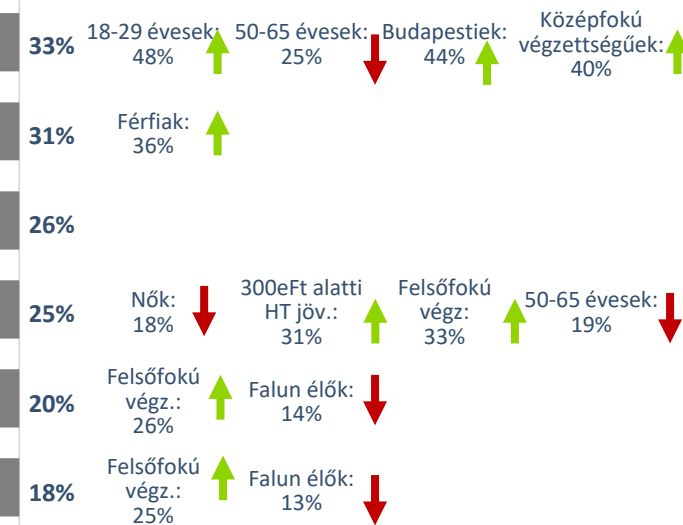 33%
18-29 évesek:
48%
50-65 évesek:
25%
Budapestiek:
44%
Középfokú
végzettségűek:
40%
31%
Férfiak:
36%
26%
25%
Nők:
18%
300eFt alatti
HT jöv.:
31%
Felsőfokú
végz:
33%
50-65 évesek:
19%
20%
Felsőfokú
végz.:
26%
Falun élők:
14%
18%
Felsőfokú
végz.:
25%
Falun élők:
13%